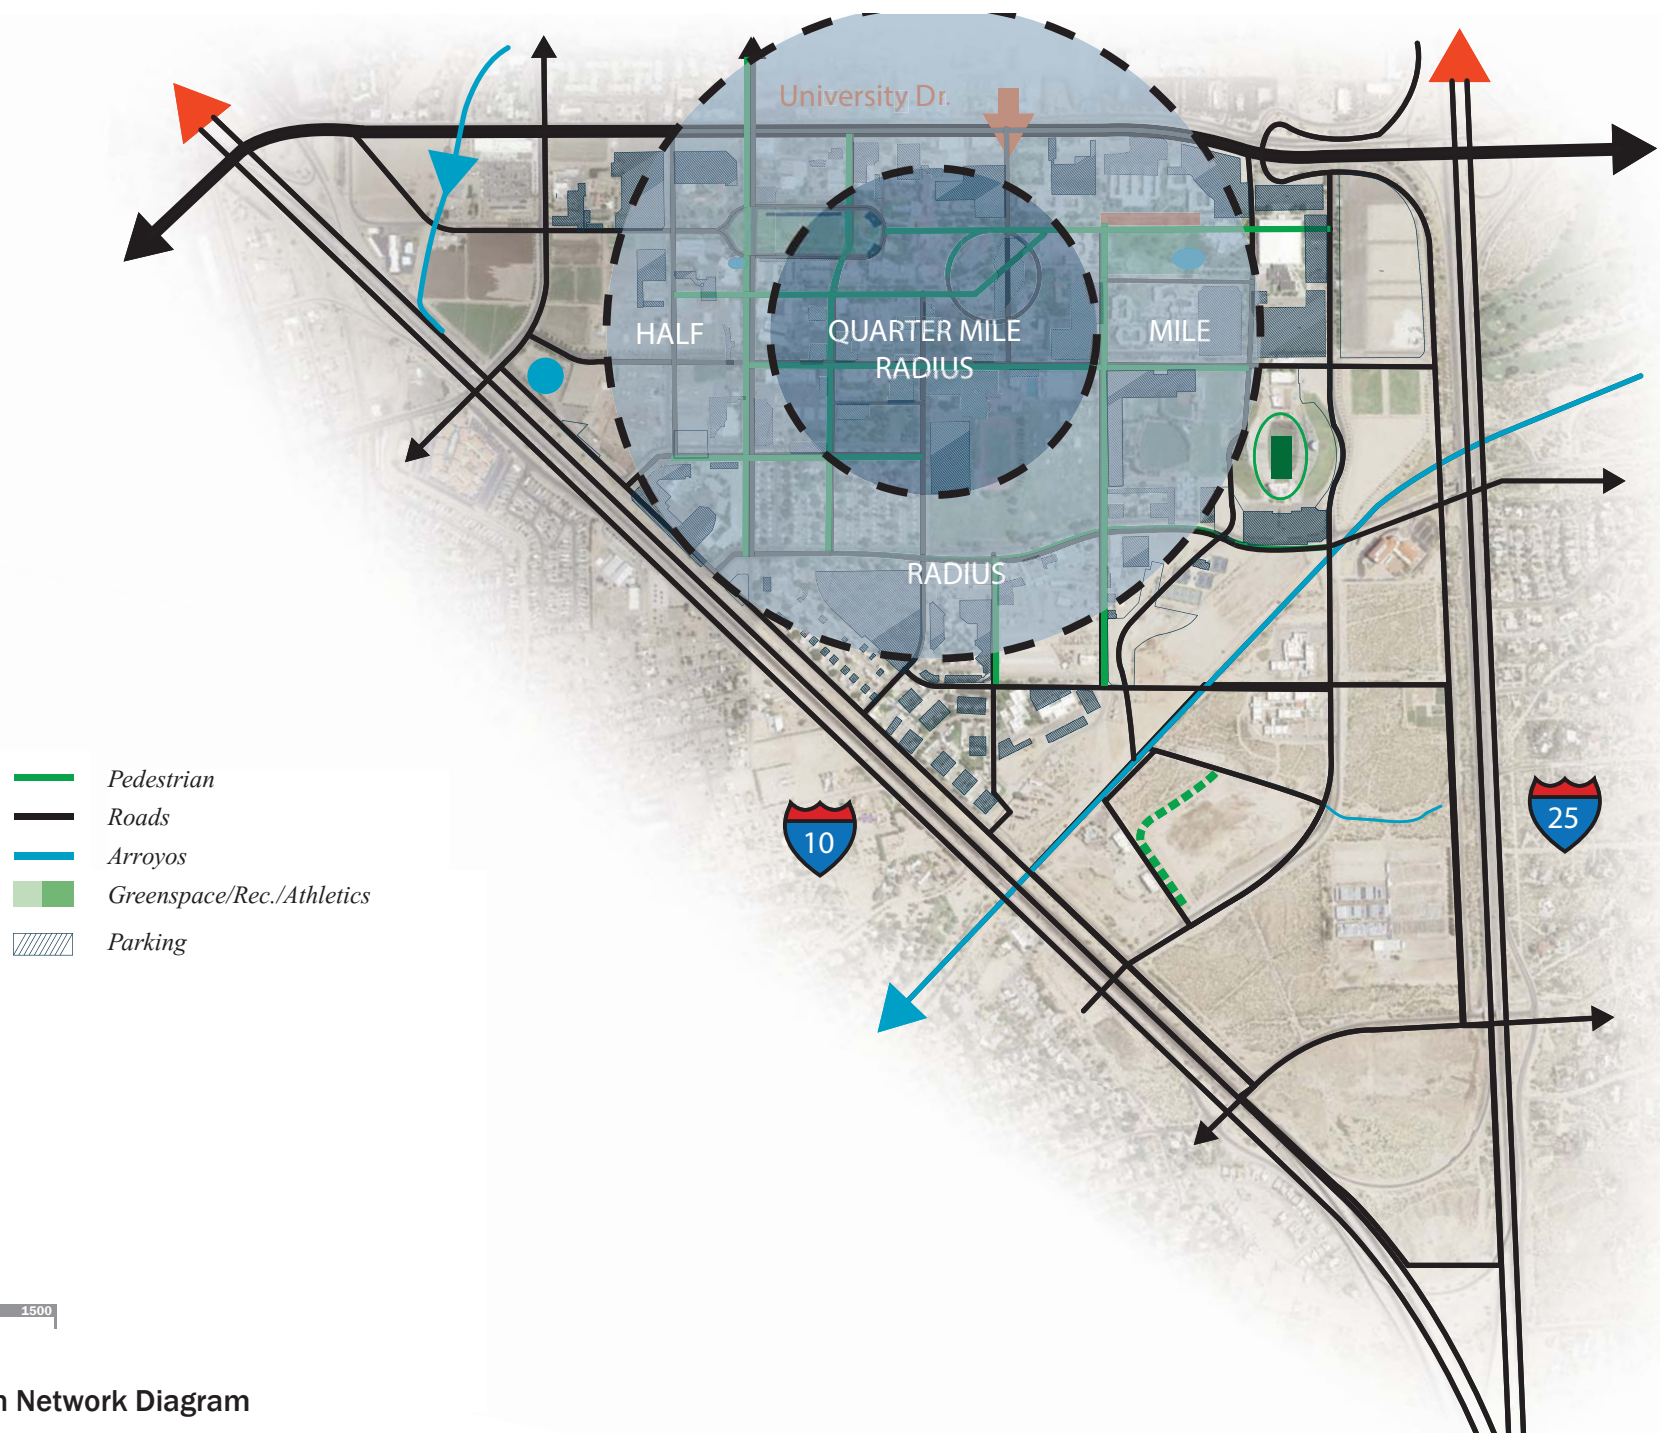 University Dr.
HALF
QUARTER MILE
RADIUS
MILE
RADIUS
Pedestrian
Roads
Arroyos
Greenspace/Rec./Athletics
Parking
10
25
1500
n Network Diagram